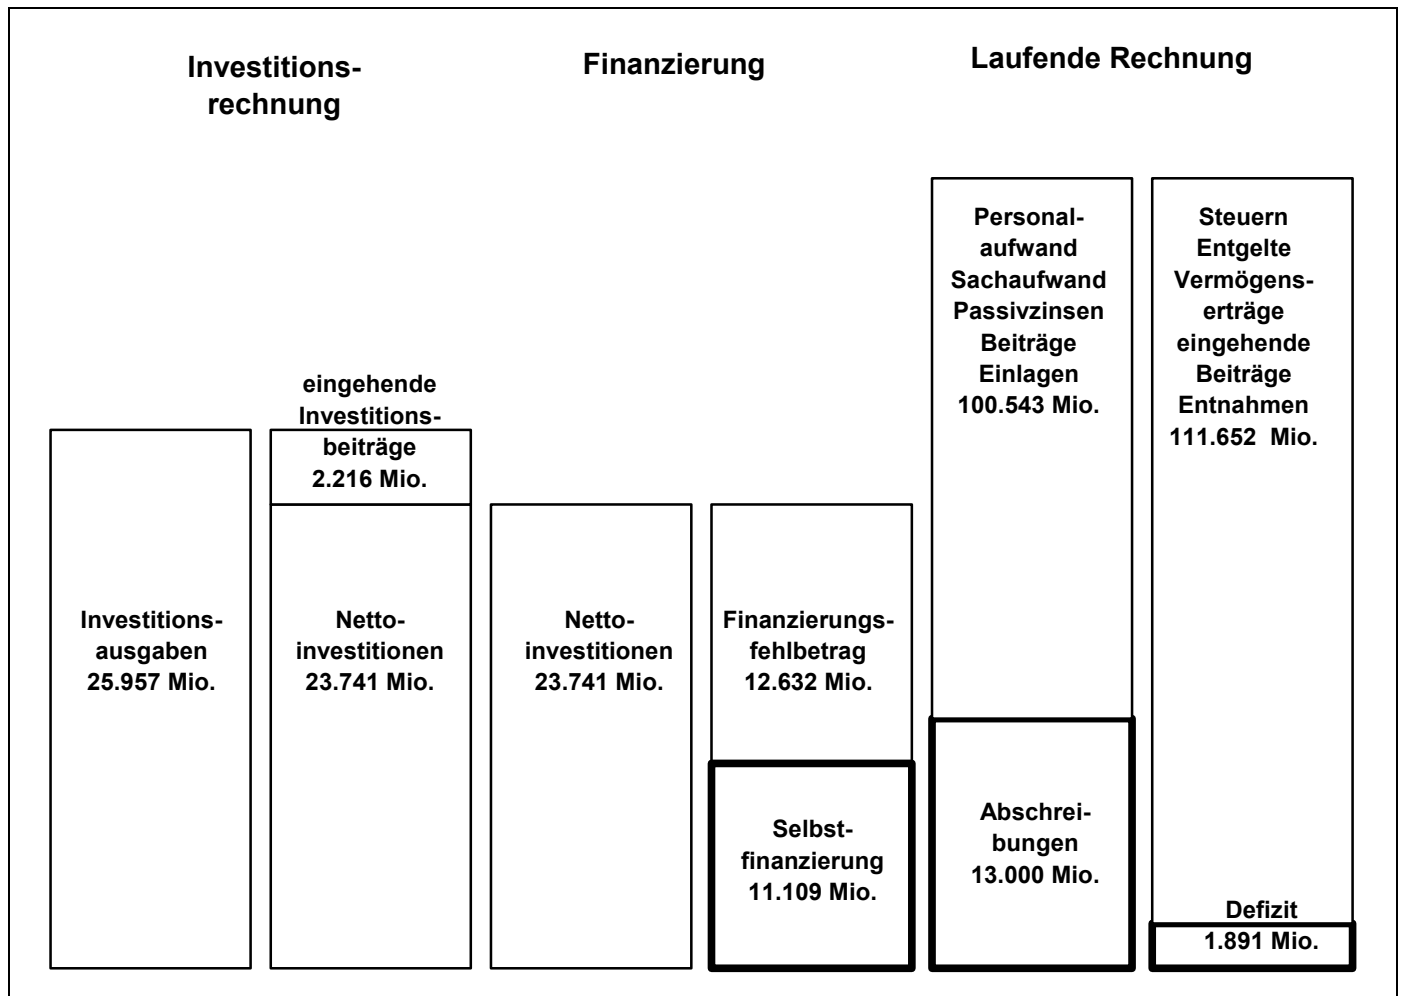 Investitions-
rechnung
Finanzierung
Laufende Rechnung
Investitions-
ausgaben
25.957 Mio.
eingehende
Investitions-
beiträge
2.216 Mio.
Netto-
investitionen
23.741 Mio.
Netto-
investitionen
23.741 Mio.
Finanzierungs-
fehlbetrag
12.632 Mio.
Selbst-
finanzierung
11.109 Mio.
Personal-
aufwand
Sachaufwand
Passivzinsen
Beiträge
Einlagen
100.543 Mio.
Abschrei-
bungen
13.000 Mio.
Steuern
Entgelte
Vermögens-
erträge
eingehende
Beiträge
Entnahmen
111.652 Mio.
Defizit
1.891 Mio.